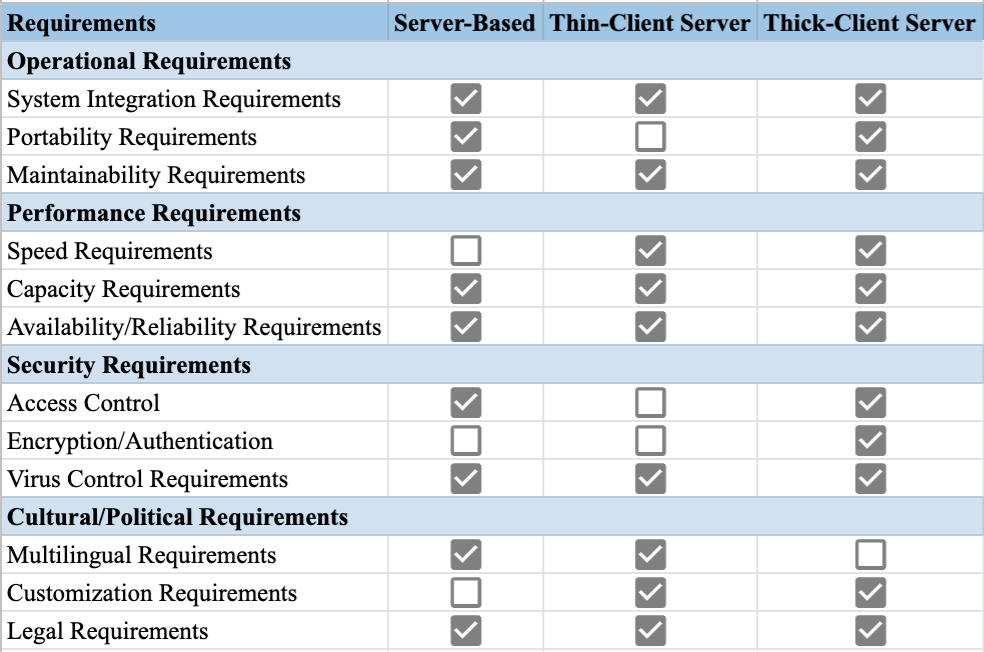 Requirements Server-Based Thin-Client Server Thick-Client Server
Operational Requirements
System Integration Requirements
Portability Requirements
Maintainability Requirements
Performance Requirements
Speed Requirements
Capacity Requirements
Availability/Reliability Requirements
Security Requirements
Access Control
Encryption/Authentication
Virus Control Requirements
Cultural/Political Requirements
Multilingual Requirements
Customization Requirements
Legal Requirements